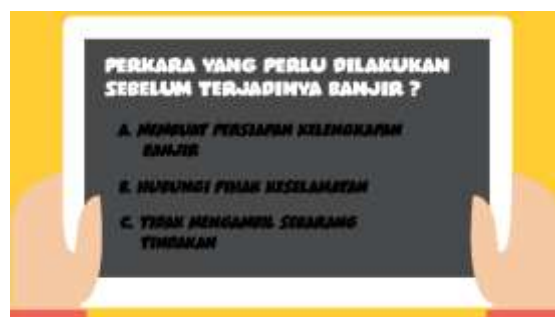 PERKARA YANG PERLU DILAKUKAN
SEBELUM TERJADINYA BANJIR ?
A. MEMBUAT PERSIAPAN KELENGKAPAN
BANJIR
B. HUBUNGI PIHAK KESELAMATAN
C. TIDAK MENGAMBIL SEBARANG
TINDAKAN